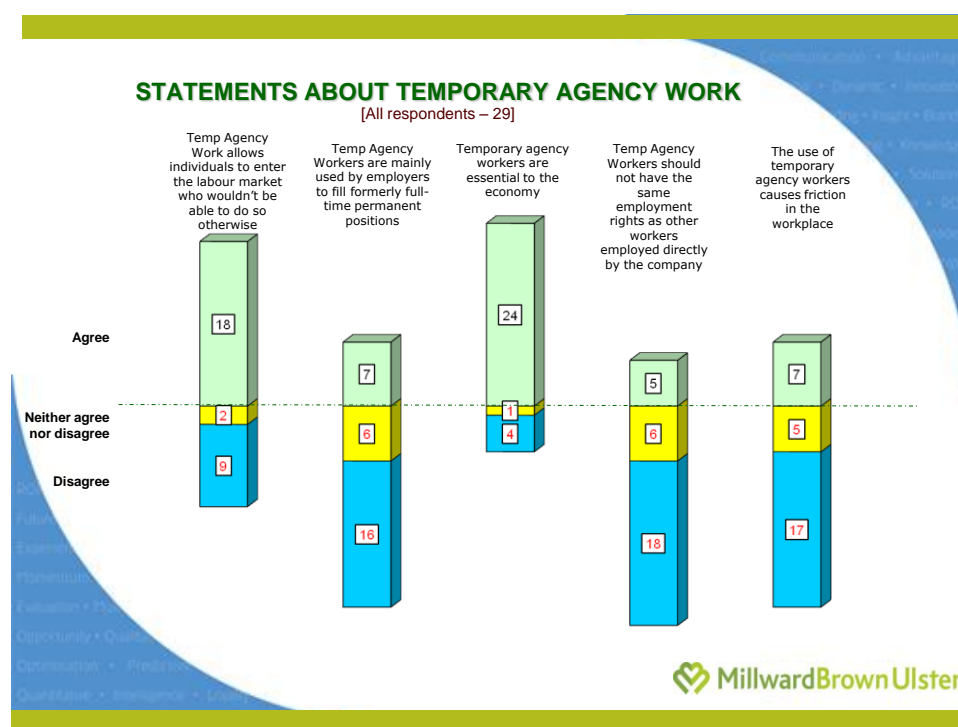 STATEMENTS ABOUT TEMPORARY AGENCY WORK
[All respondents – 29]
Temp Agency
Work allows
individuals to enter
the labour market
who wouldn't be
able to do so
otherwise
Temp Agency
Workers are mainly
used by employers
to fill formerly full-
time permanent
positions
Temporary agency
workers are
essential to the
economy
Temp Agency
Workers should
not have the
same
employment
rights as other
workers
employed directly
by the company
The use of
temporary
agency workers
causes friction
in the
workplace
Agree
Neither agree
nor disagree
Disagree
18
2
9
7
6
16
24
1
4
5
6
18
7
5
17
MillwardBrownUlster